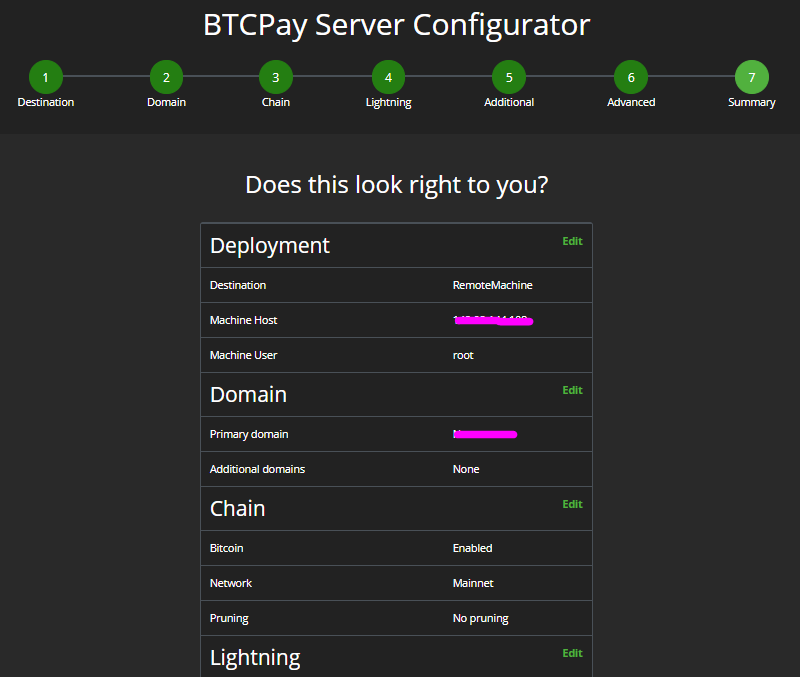 BTCPay Server Configurator
1 2 3 4 5 6 7
Destination Domain Chain Lightning Additional Advanced Summary
Does this look right to you?
Deployment Edit
Destination RemoteMachine
Machine Host
Machine User root
Domain Edit
Primary domain
Additional domains None
Chain Edit
Bitcoin Enabled
Network Mainnet
Pruning No pruning
Lightning Edit